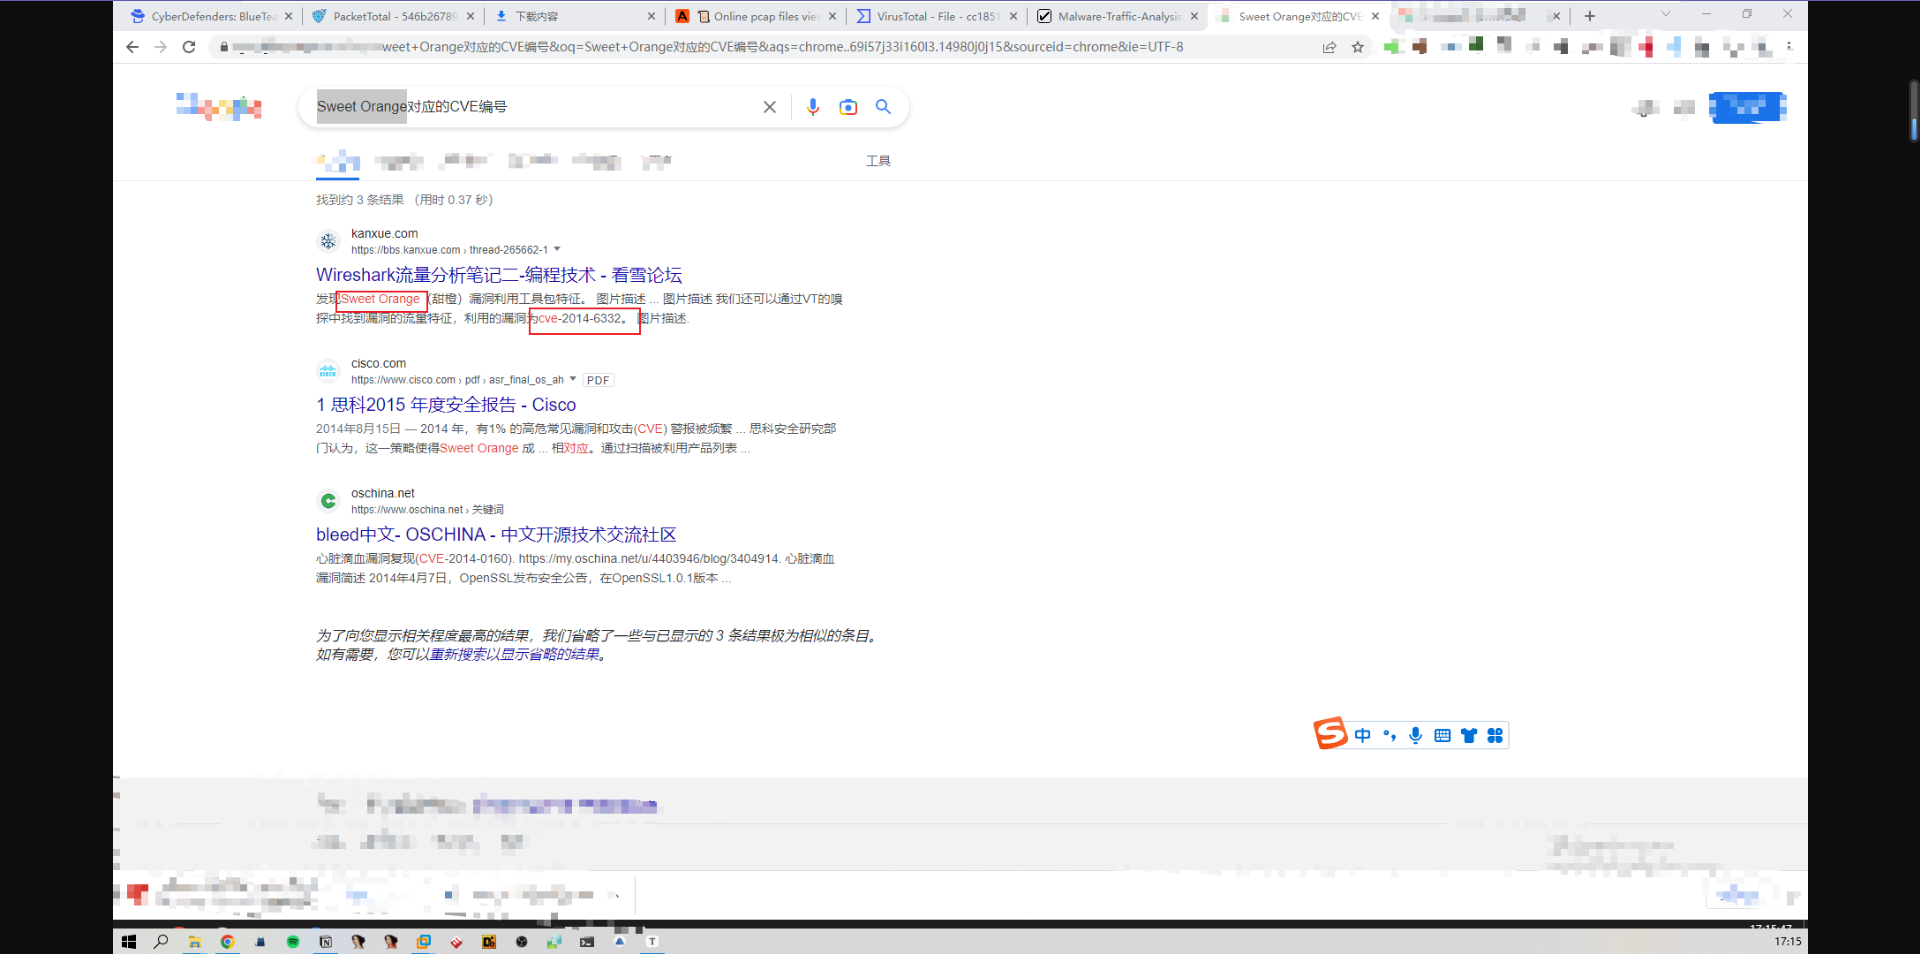 CyberDefenders: BlueTea
PacketTotal - 546b26789
下载内容
Online pcap files view
VirusTotal - File - cc1851
Malware-Traffic-Analysis
Sweet Orange对应的CVE
weet+Orange对应的CVE编号&oq=Sweet+Orange对应的CVE编号&aqs=chrome..69i57j33i160l3.14980j0j15&sourceid=chrome&ie=UTF-8
Sweet Orange对应的CVE编号
工具
找到约 3 条结果 （用时 0.37 秒）
kanxue.com
https://bbs.kanxue.com › thread-265662-1
Wireshark流量分析笔记二-编程技术 - 看雪论坛
发现Sweet Orange（甜橙）漏洞利用工具包特征。 图片描述 ... 图片描述 我们还可以通过VT的嗅
探中找到漏洞的流量特征，利用的漏洞为cve-2014-6332。 图片描述.
cisco.com
https://www.cisco.com › pdf › asr_final_os_ah
PDF
1 思科2015 年度安全报告 - Cisco
2014年8月15日 — 2014 年，有1% 的高危常见漏洞和攻击(CVE) 警报被频繁 ... 思科安全研究部
门认为，这一策略使得Sweet Orange 成 ... 相对应。通过扫描被利用产品列表 ...
oschina.net
https://www.oschina.net › 关键词
bleed中文- OSCHINA - 中文开源技术交流社区
心脏滴血漏洞复现(CVE-2014-0160). https://my.oschina.net/u/4403946/blog/3404914. 心脏滴血
漏洞简述 2014年4月7日，OpenSSL发布安全公告，在OpenSSL1.0.1版本 ...
为了向您显示相关程度最高的结果，我们省略了一些与已显示的 3 条结果极为相似的条目。
如有需要，您可以重新搜索以显示省略的结果。
中
17:15:47
17:15